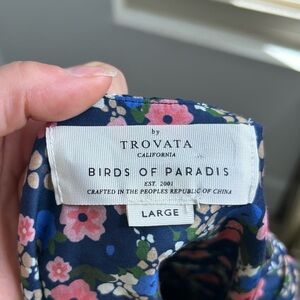 by
TROVATA
CALIFORNIA
BIRDS OF PARADIS
EST. 2001
CRAFTED IN THE PEOPLES REPUBLIC OF CHINA
LARGE